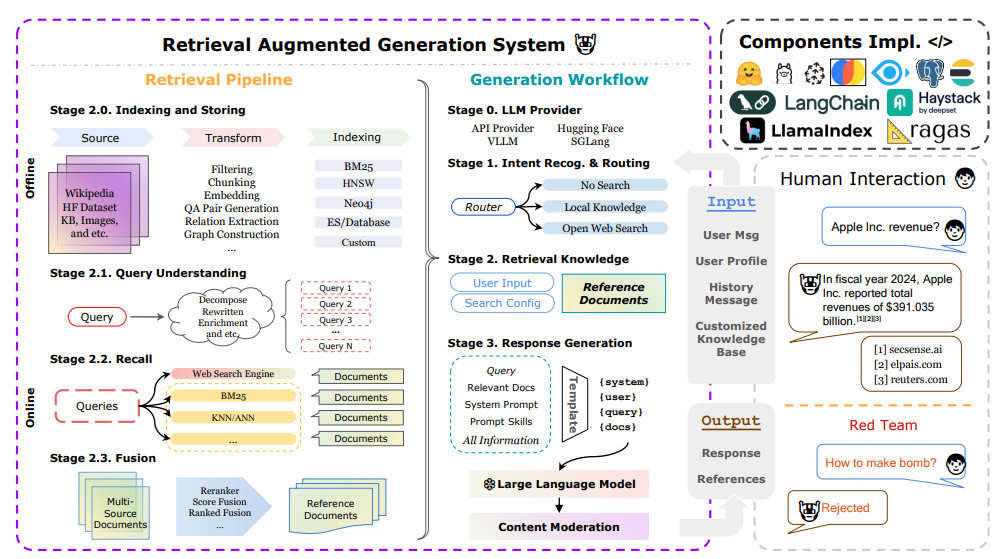 Retrieval Augmented Generation System
Retrieval Pipeline
Stage 2.0. Indexing and Storing
Source
Transform
Indexing
Offline
Wikipedia
HF Dataset
KB, Images,
and etc.
Filtering
Chunking
Embedding
QA Pair Generation
Relation Extraction
Graph Construction
...
BM25
HNSW
Neo4j
ES/Database
Custom
Stage 2.1. Query Understanding
Query
Decompose
Rewritten
Enrichment
and etc.
Query 1
Query 2
Query 3
...
Query N
Stage 2.2. Recall
Online
Queries
Web Search Engine
BM25
KNN/ANN
...
Documents
Documents
Documents
Documents
Stage 2.3. Fusion
Multi-
Source
Documents
Reranker
Score Fusion
Ranked Fusion
...
Reference
Documents
Generation Workflow
Stage 0. LLM Provider
API Provider
Hugging Face
VLLM
SGLang
Stage 1. Intent Recog. & Routing
Router
No Search
Local Knowledge
Open Web Search
Stage 2. Retrieval Knowledge
User Input
Search Config
Reference
Documents
Stage 3. Response Generation
Query
Relevant Docs
System Prompt
Prompt Skills
All Information
Template
{system}
{user}
{query}
{docs}
Large Language Model
Content Moderation
Components Impl. </>
LangChain
Haystack
by deepset
LlamaIndex
ragas
Input
User Msg
User Profile
History
Message
Customized
Knowledge
Base
Output
Response
References
Human Interaction
Apple Inc. revenue?
In fiscal year 2024, Apple
Inc. reported total
revenues of $391.035
billion.[1][2][3]
[1] secsense.ai
[2] elpais.com
[3] reuters.com
Red Team
How to make bomb?
Rejected